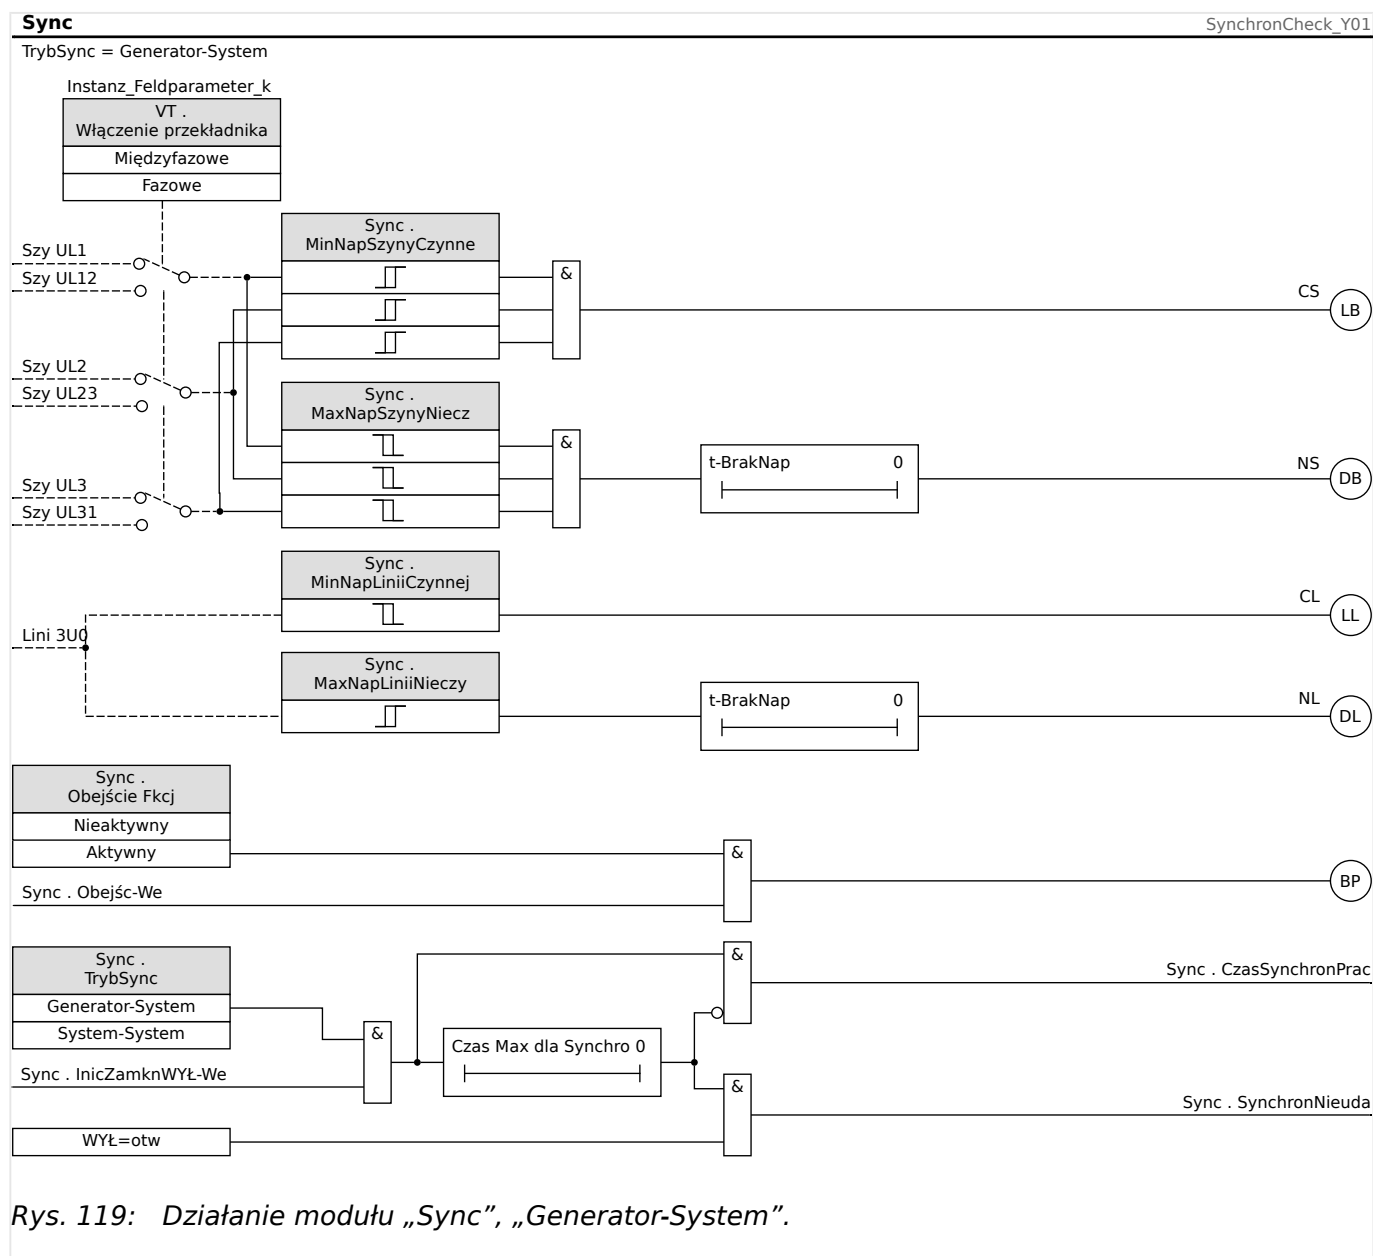 Sync
SynchronCheck_Y01
TrybSync = Generator-System
Instanz_Feldparameter_k
VT .
Włączenie przekładnika
Międzyfazowe
Fazowe
Szy UL1
Szy UL12
Sync .
MinNapSzynyCzynne
&
CS
LB
Szy UL2
Szy UL23
Sync .
MaxNapSzynyNiecz
&
t-BrakNap 0
NS
DB
Szy UL3
Szy UL31
Sync .
MinNapLiniiCzynnej
CL
LL
Lini 3U0
Sync .
MaxNapLiniiNieczy
t-BrakNap 0
NL
DL
Sync .
Obejście Fkcj
Nieaktywny
Aktywny
&
Sync . Obejśc-We
BP
Sync .
TrybSync
Generator-System
System-System
&
Sync . CzasSynchronPrac
&
Czas Max dla Synchro 0
Sync . InicZamknWYŁ-We
&
Sync . SynchronNieuda
WYŁ=otw
Rys. 119: Działanie modułu „Sync”, „Generator-System”.